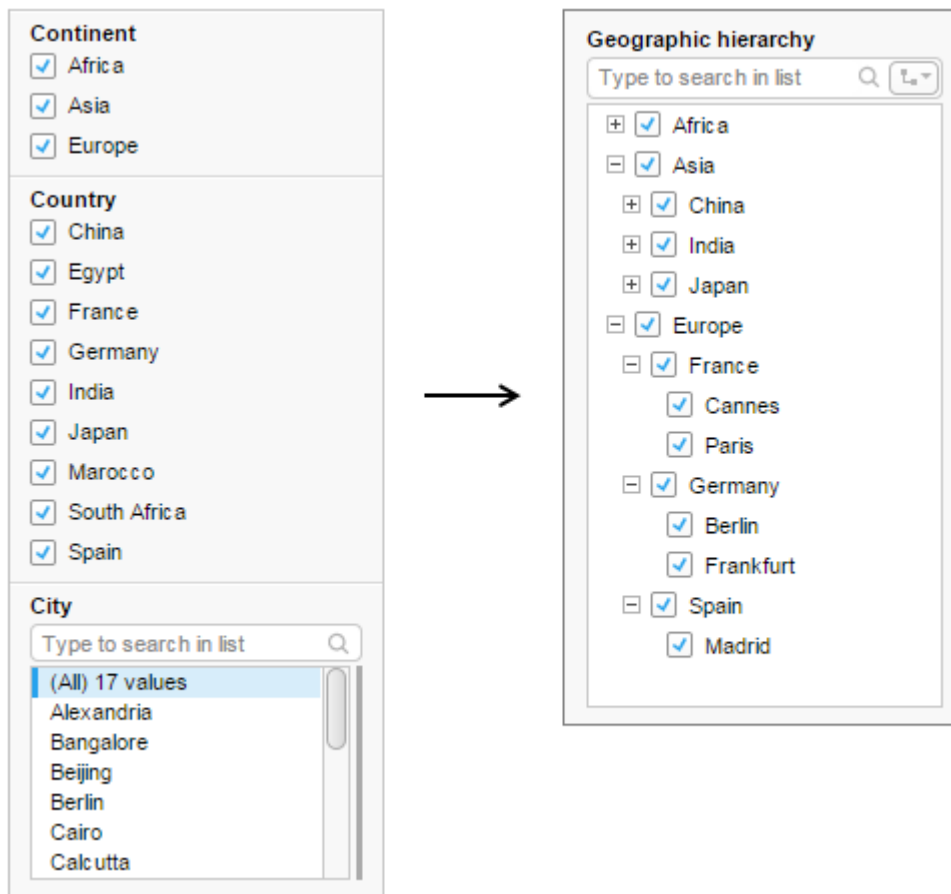 Continent
Africa
Asia
Europe
Country
China
Egypt
France
Germany
India
Japan
Marocco
South Africa
Spain
City
Type to search in list
(All) 17 values
Alexandria
Bangalore
Beijing
Berlin
Cairo
Calcutta
Geographic hierarchy
Type to search in list
Africa
Asia
China
India
Japan
Europe
France
Cannes
Paris
Germany
Berlin
Frankfurt
Spain
Madrid